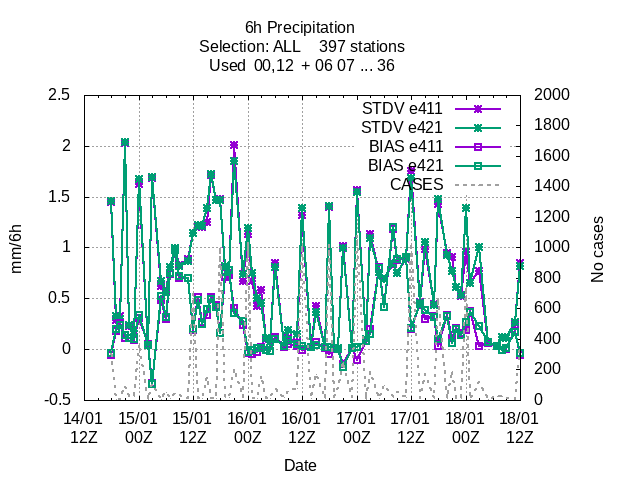 6h Precipitation
Selection: ALL 397 stations
Used 00,12 + 06 07 ... 36
2.5
2
1.5
1
0.5
0
-0.5
mm/6h
2000
1800
1600
1400
1200
1000
800
600
400
200
0
No cases
STDV e411
STDV e421
BIAS e411
BIAS e421
CASES
14/01 15/01 15/01 16/01 16/01 17/01 17/01 18/01 18/01
12Z 00Z 12Z 00Z 12Z 00Z 12Z 00Z 12Z
Date